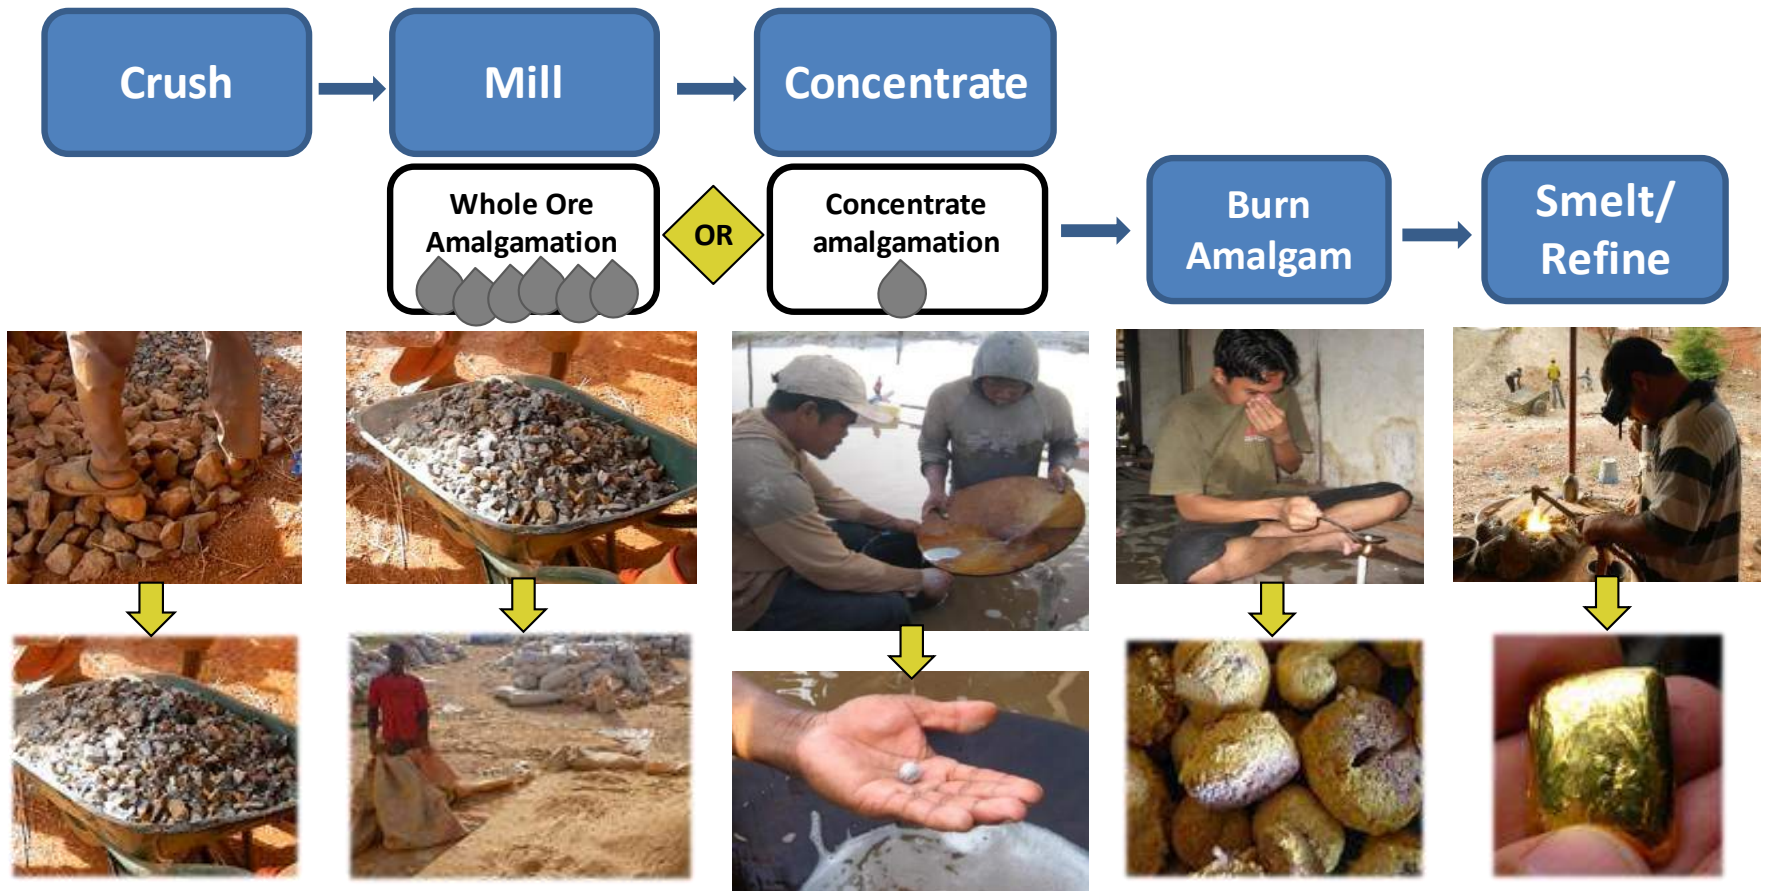 Crush
Mill
Concentrate
Whole Ore
Amalgamation
OR
Concentrate
amalgamation
Burn
Amalgam
Smelt/
Refine